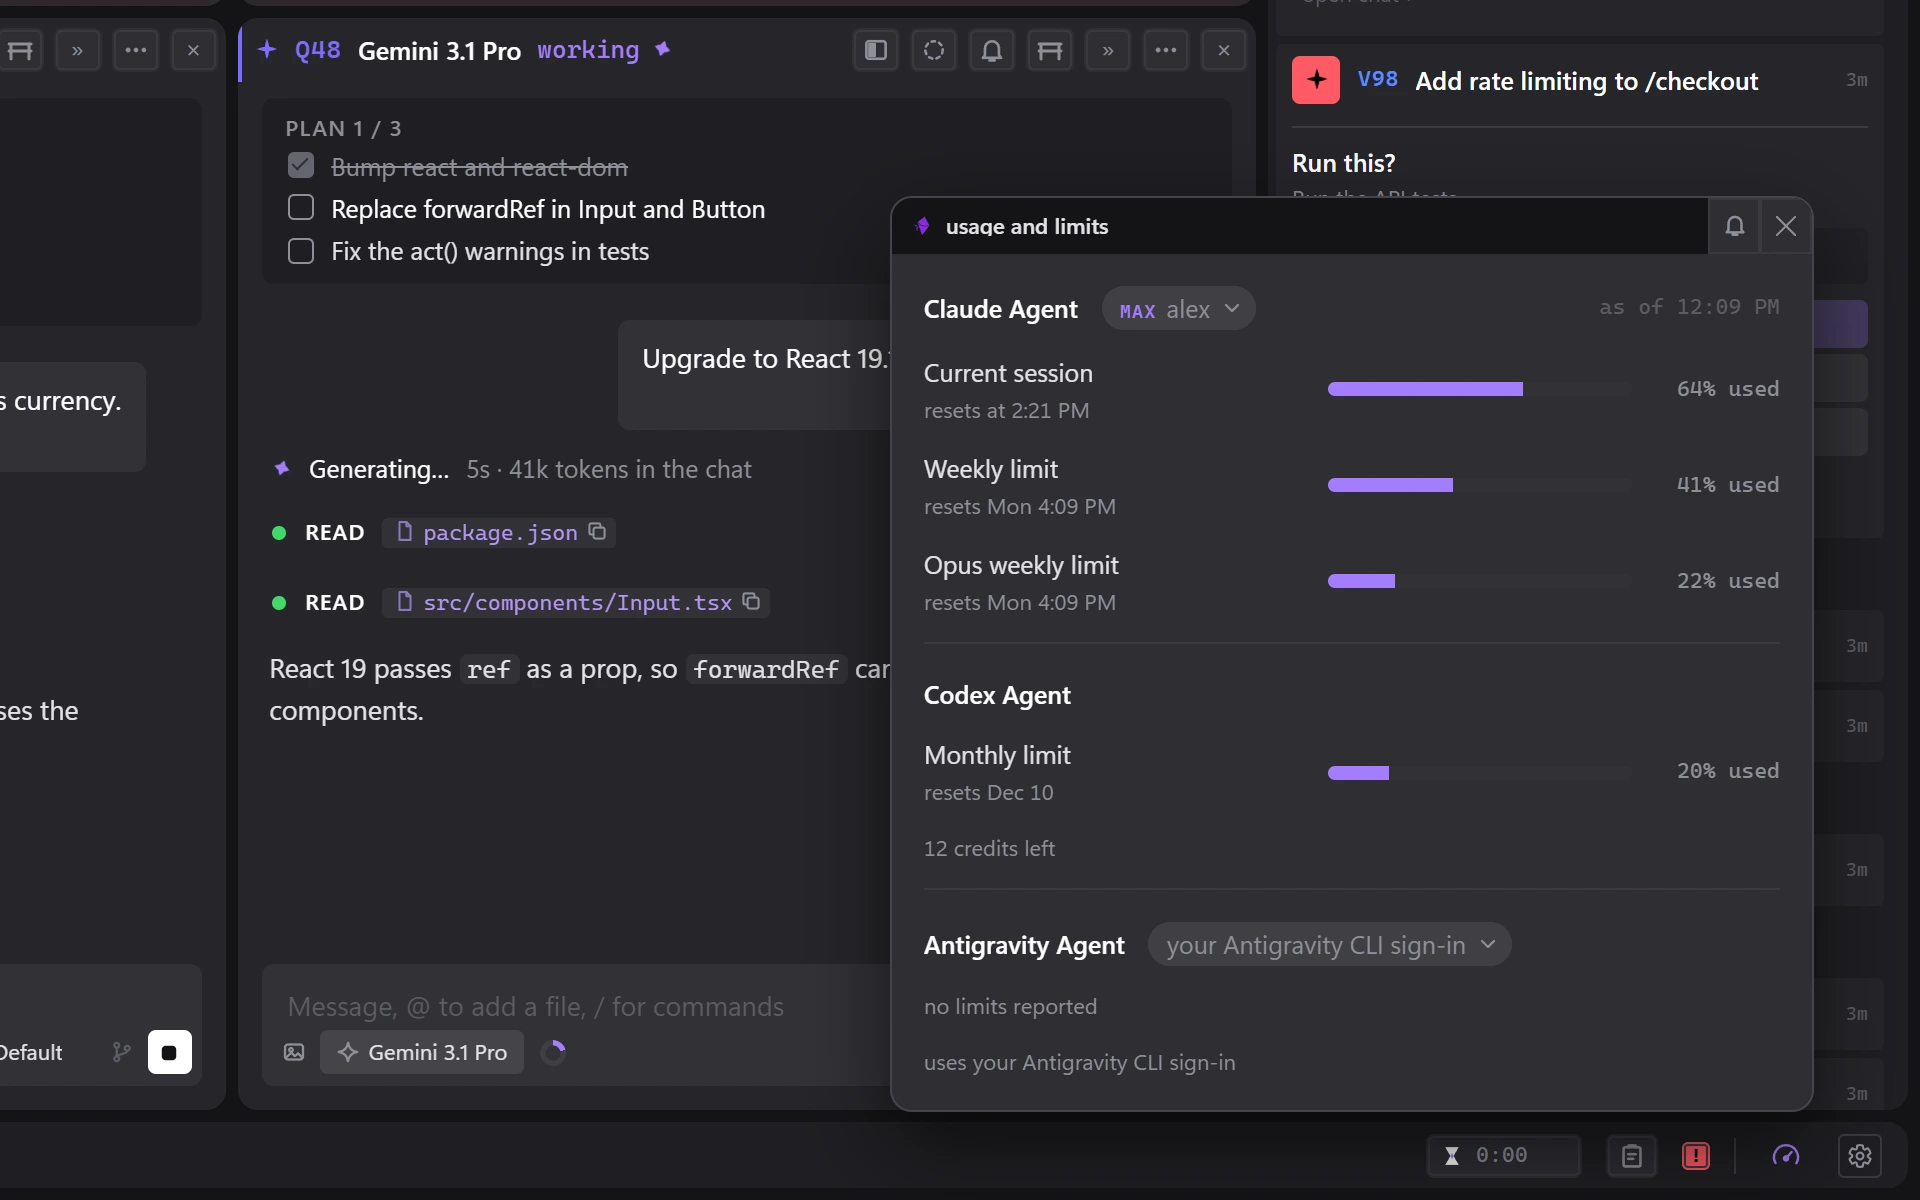 s currency.
ses the
Default
Q48 Gemini 3.1 Pro working
PLAN 1 / 3
Bump react and react-dom
Replace forwardRef in Input and Button
Fix the act() warnings in tests
Upgrade to React 19.
Generating... 5s · 41k tokens in the chat
READ package.json
READ src/components/Input.tsx
React 19 passes ref as a prop, so forwardRef can
components.
Message, @ to add a file, / for commands
Gemini 3.1 Pro
V98 Add rate limiting to /checkout 3m
Run this?
Run the API tests
usage and limits
Claude Agent MAX alex as of 12:09 PM
Current session 64% used
resets at 2:21 PM
Weekly limit 41% used
resets Mon 4:09 PM
Opus weekly limit 22% used
resets Mon 4:09 PM
Codex Agent
Monthly limit 20% used
resets Dec 10
12 credits left
Antigravity Agent your Antigravity CLI sign-in
no limits reported
uses your Antigravity CLI sign-in
3m
3m
3m
3m
3m
0:00